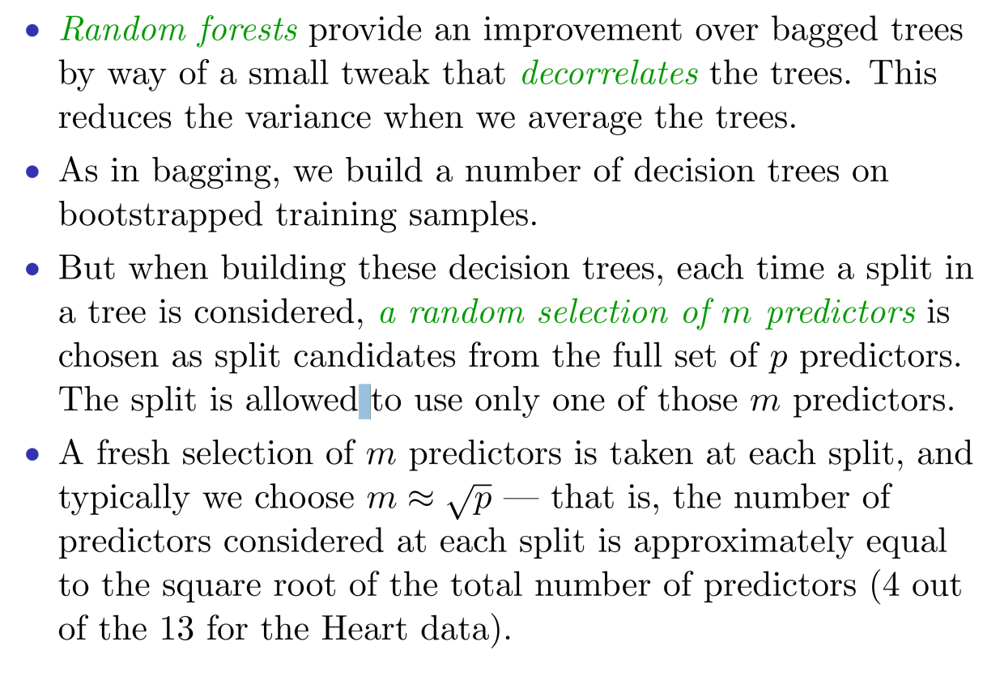 • Random forests provide an improvement over bagged trees
by way of a small tweak that decorrelates the trees. This
reduces the variance when we average the trees.
• As in bagging, we build a number of decision trees on
bootstrapped training samples.
• But when building these decision trees, each time a split in
a tree is considered, a random selection of m predictors is
chosen as split candidates from the full set of p predictors.
The split is allowed to use only one of those m predictors.
• A fresh selection of m predictors is taken at each split, and
typically we choose m ≈ √p — that is, the number of
predictors considered at each split is approximately equal
to the square root of the total number of predictors (4 out
of the 13 for the Heart data).